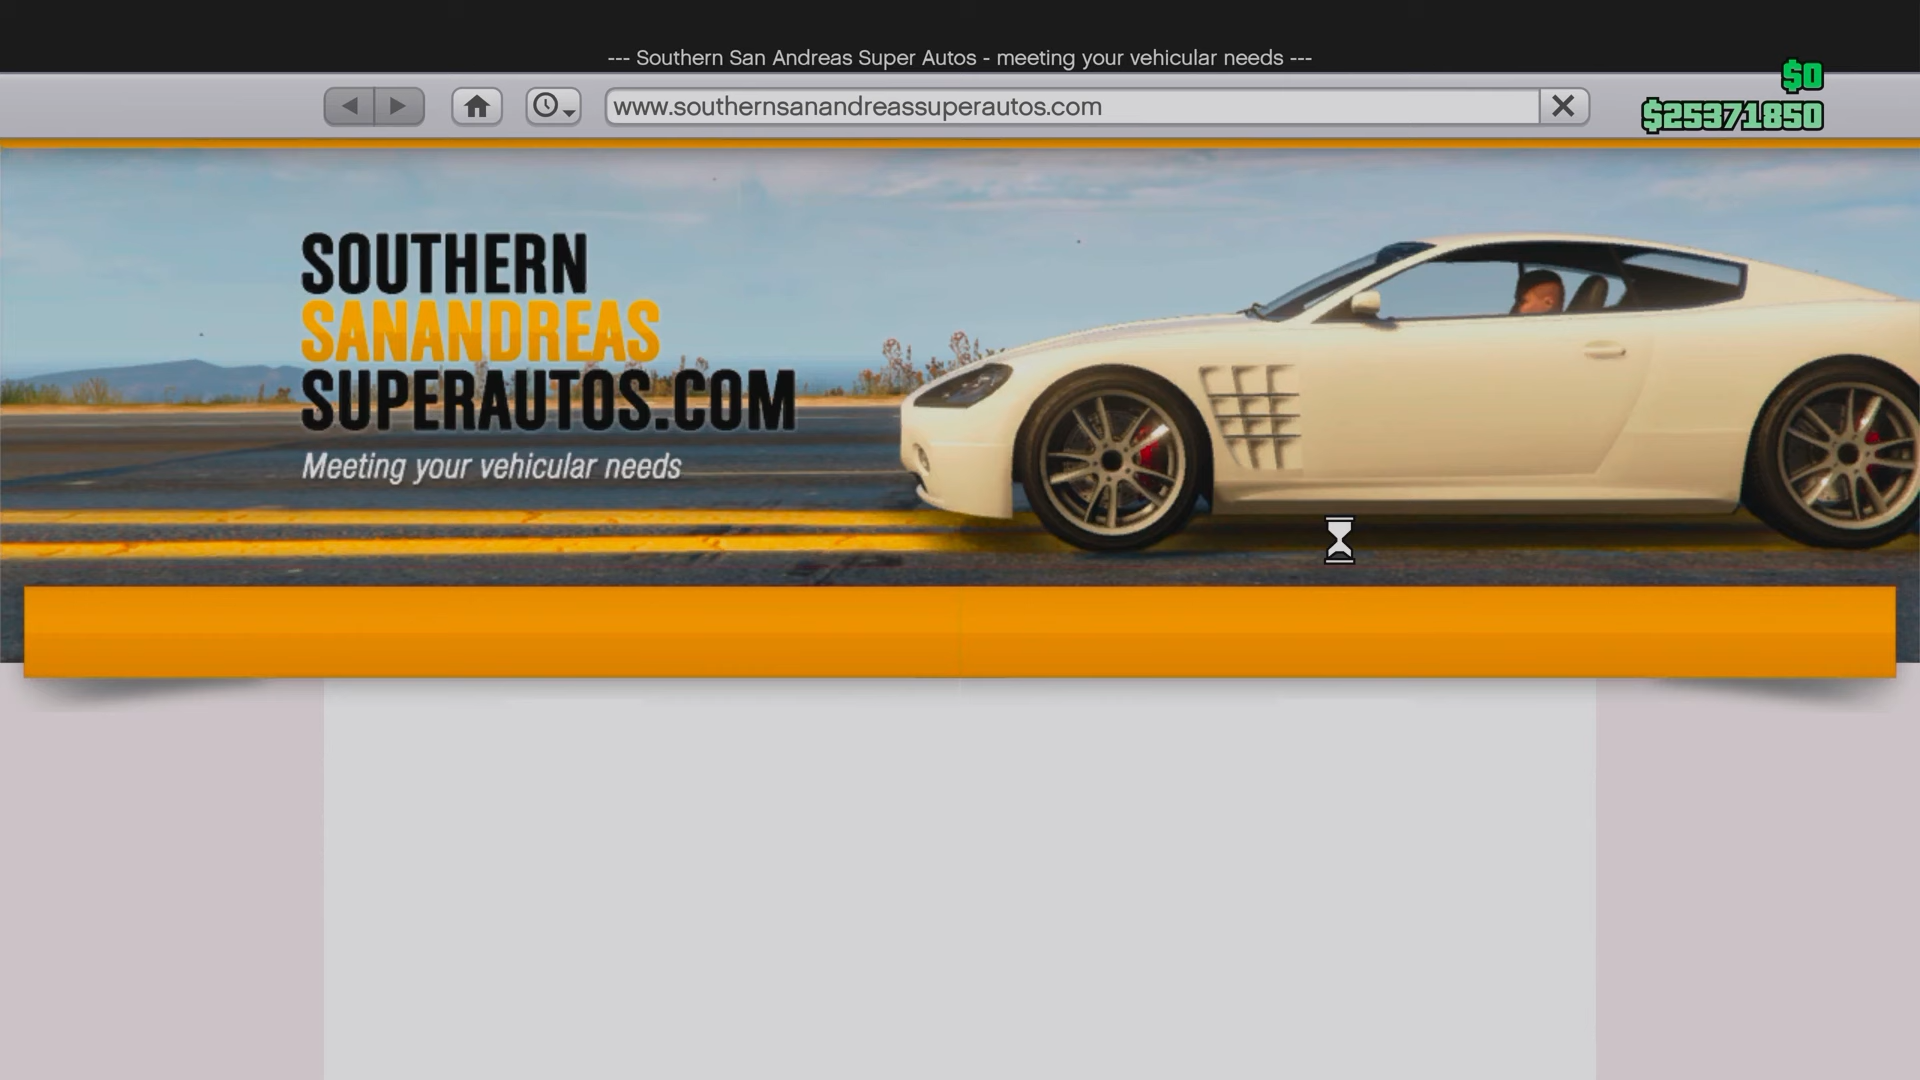 --- Southern San Andreas Super Autos - meeting your vehicular needs ---
$0
www.southernsanandreassuperautos.com
$25371850
SOUTHERN
SANANDREAS
SUPERAUTOS.COM
Meeting your vehicular needs